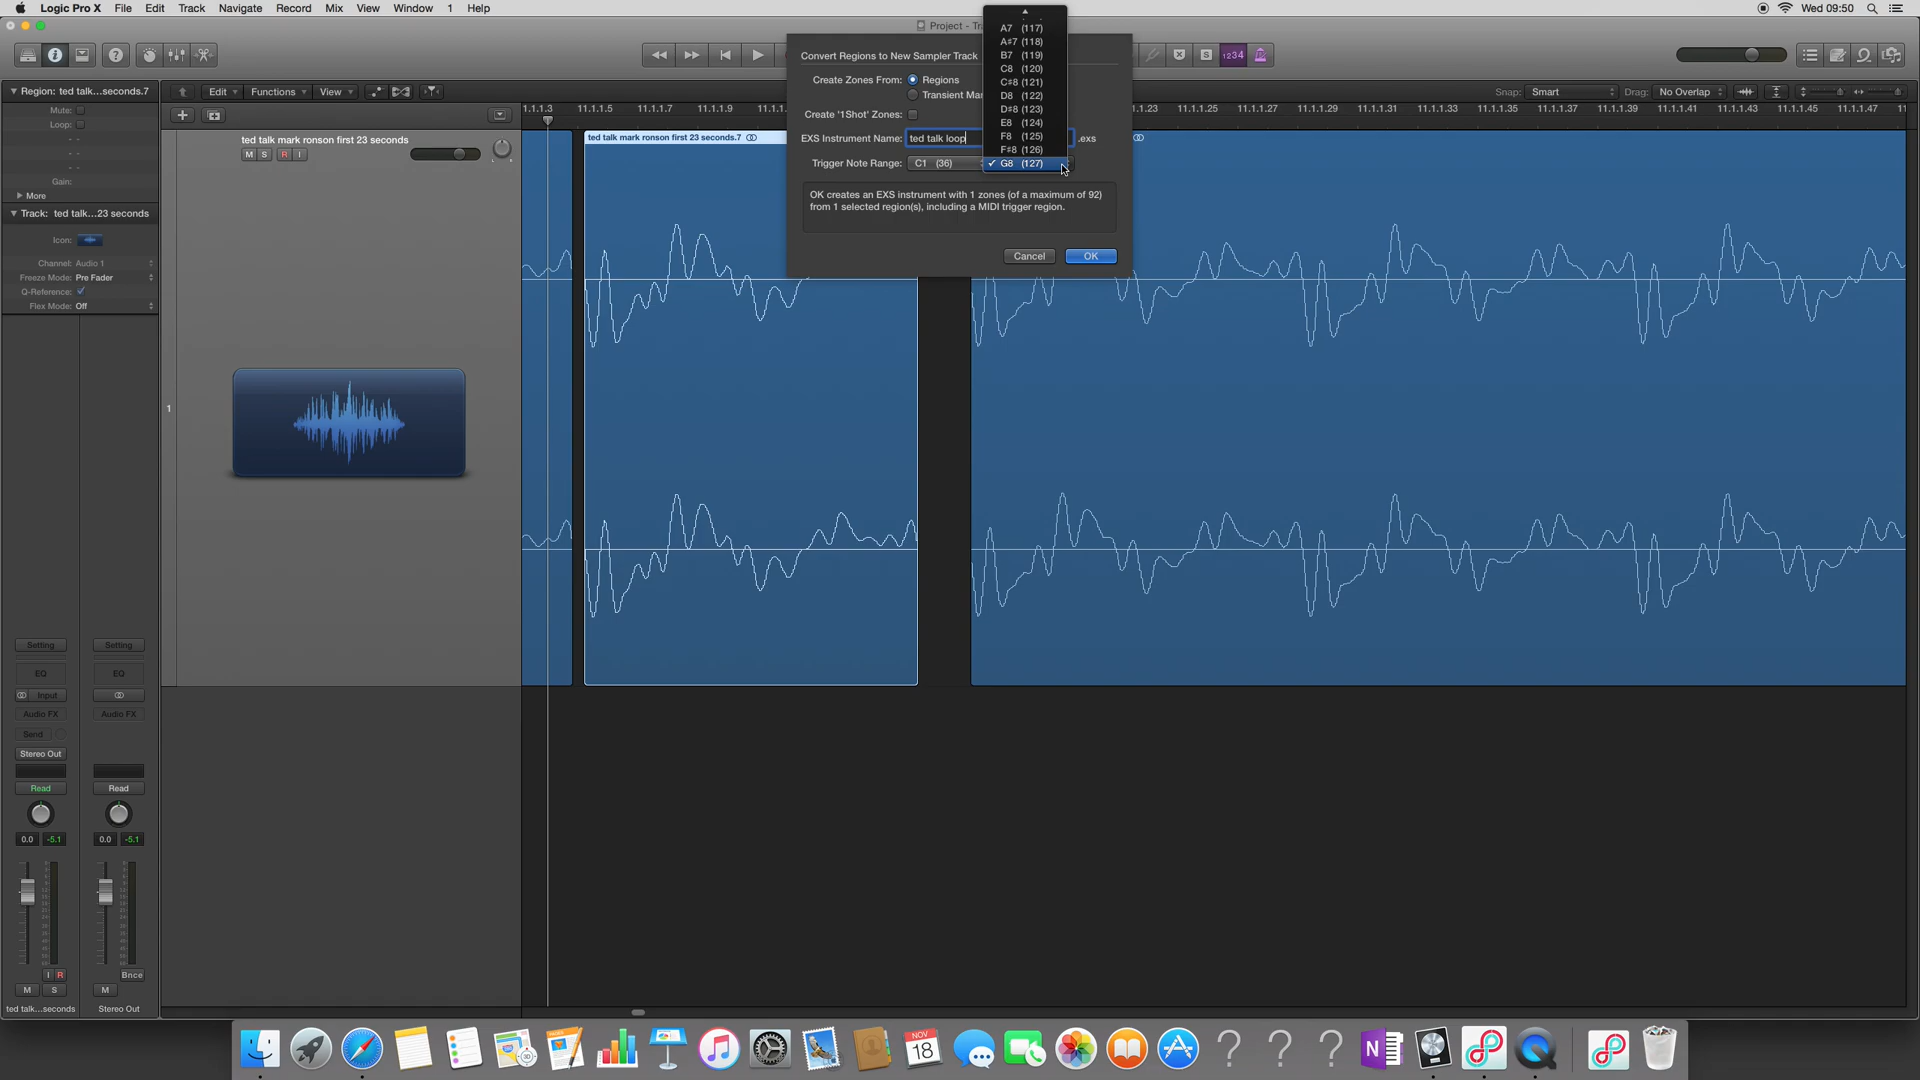 Logic Pro X File Edit Track Navigate Record Mix View Window 1 Help
Wed 09:50
Project - Tra
Convert Regions to New Sampler Track
Create Zones From: Regions
Transient Mar
Create '1Shot' Zones:
EXS Instrument Name: ted talk loop .exs
Trigger Note Range: C1 (36)
OK creates an EXS instrument with 1 zones (of a maximum of 92)
from 1 selected region(s), including a MIDI trigger region.
Cancel OK
A7 (117)
A♯7 (118)
B7 (119)
C8 (120)
C♯8 (121)
D8 (122)
D♯8 (123)
E8 (124)
F8 (125)
F♯8 (126)
✓ G8 (127)
S 1234
Region: ted talk...seconds.7
Edit Functions View
Snap: Smart Drag: No Overlap
Mute:
Loop:
Gain:
More
Track: ted talk...23 seconds
Icon:
Channel: Audio 1
Freeze Mode: Pre Fader
Q-Reference:
Flex Mode: Off
1.1.1.3 11.1.1.5 11.1.1.7 11.1.1.9 11.1.1 1.1.23 11.1.1.25 11.1.1.27 11.1.1.29 11.1.1.31 11.1.1.33 11.1.1.35 11.1.1.37 11.1.1.39 11.1.1.41 11.1.1.43 11.1.1.45 11.1.1.47 11
ted talk mark ronson first 23 seconds
M S R I
L R
ted talk mark ronson first 23 seconds.7
1
Setting Setting
EQ EQ
Input
Audio FX Audio FX
Send
Stereo Out
Read Read
0.0 -5.1 0.0 -5.1
I R Bnce
M S M
ted talk...seconds Stereo Out
NOV
18
3D
N